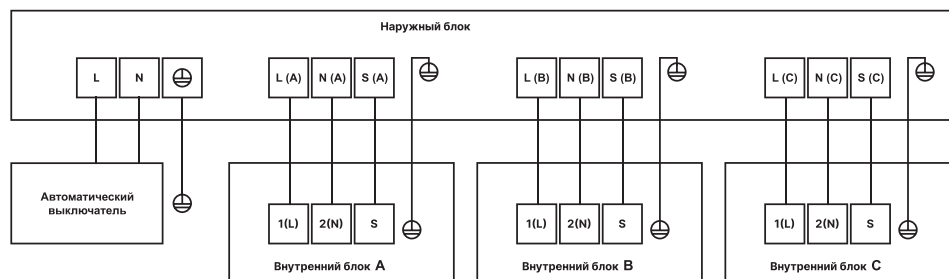 Наружный блок
L N L (A) N (A) S (A) L (B) N (B) S (B) L (C) N (C) S (C)
Автоматический
выключатель
1(L) 2(N) S 1(L) 2(N) S 1(L) 2(N) S
Внутренний блок A Внутренний блок B Внутренний блок C